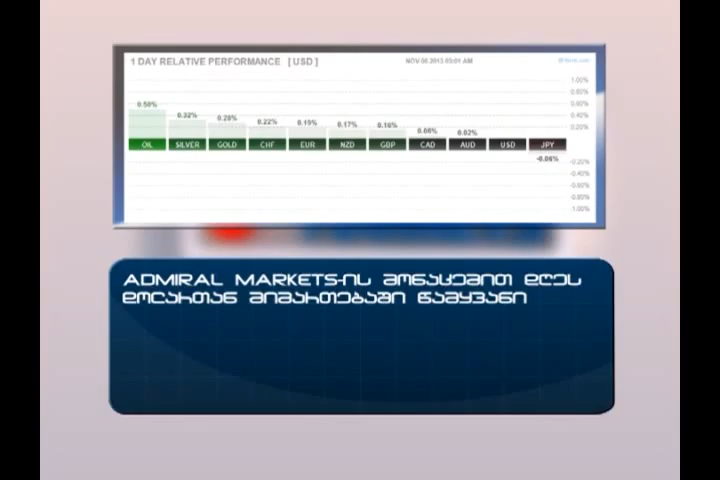 1 DAY RELATIVE PERFORMANCE [ USD ]
NOV 06 2013 05:01 AM
1.00%
0.80%
0.60%
0.40%
0.20%
-0.20%
-0.40%
-0.60%
-0.80%
-1.00%
0.50% 0.32% 0.28% 0.22% 0.19% 0.17% 0.16% 0.06% 0.02%
OIL SILVER GOLD CHF EUR NZD GBP CAD AUD USD JPY
-0.06%
ADMIRAL MARKETS-ის მონაცემით დღეს
დოლართან მიმართებაში წამყვანი